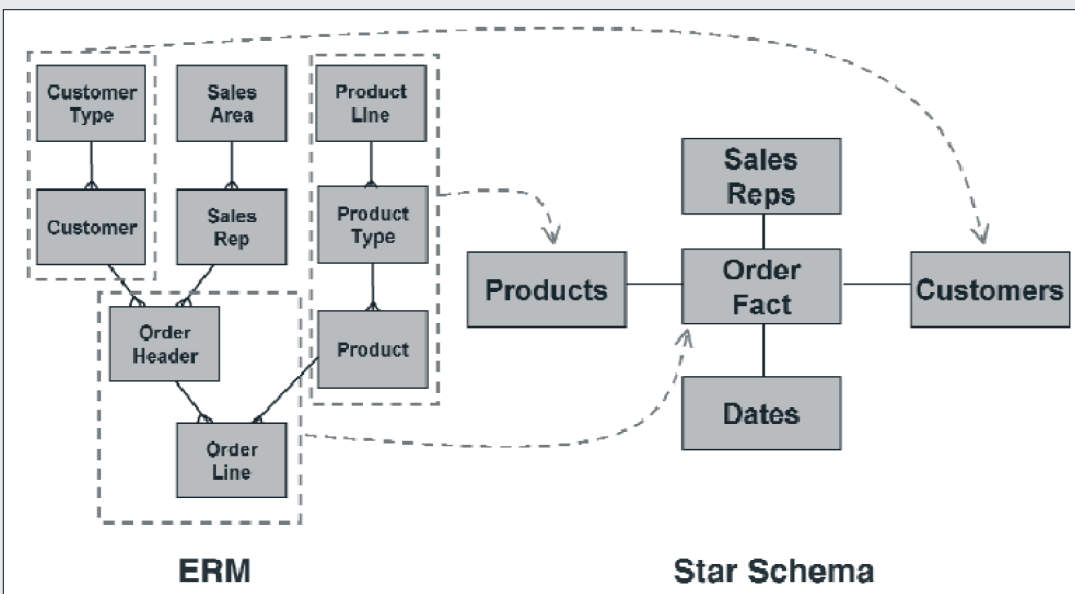 Customer
Type
Sales
Area
Product
Line
Customer
Sales
Rep
Product
Type
Order
Header
Product
Order
Line
ERM
Sales
Reps
Products
Order
Fact
Customers
Dates
Star Schema